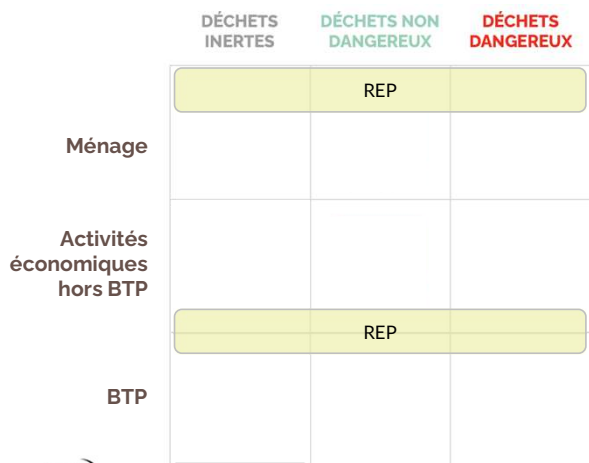 DÉCHETS
INERTES
DÉCHETS NON
DANGEREUX
DÉCHETS
DANGEREUX
REP
Ménage
Activités
économiques
hors BTP
REP
BTP